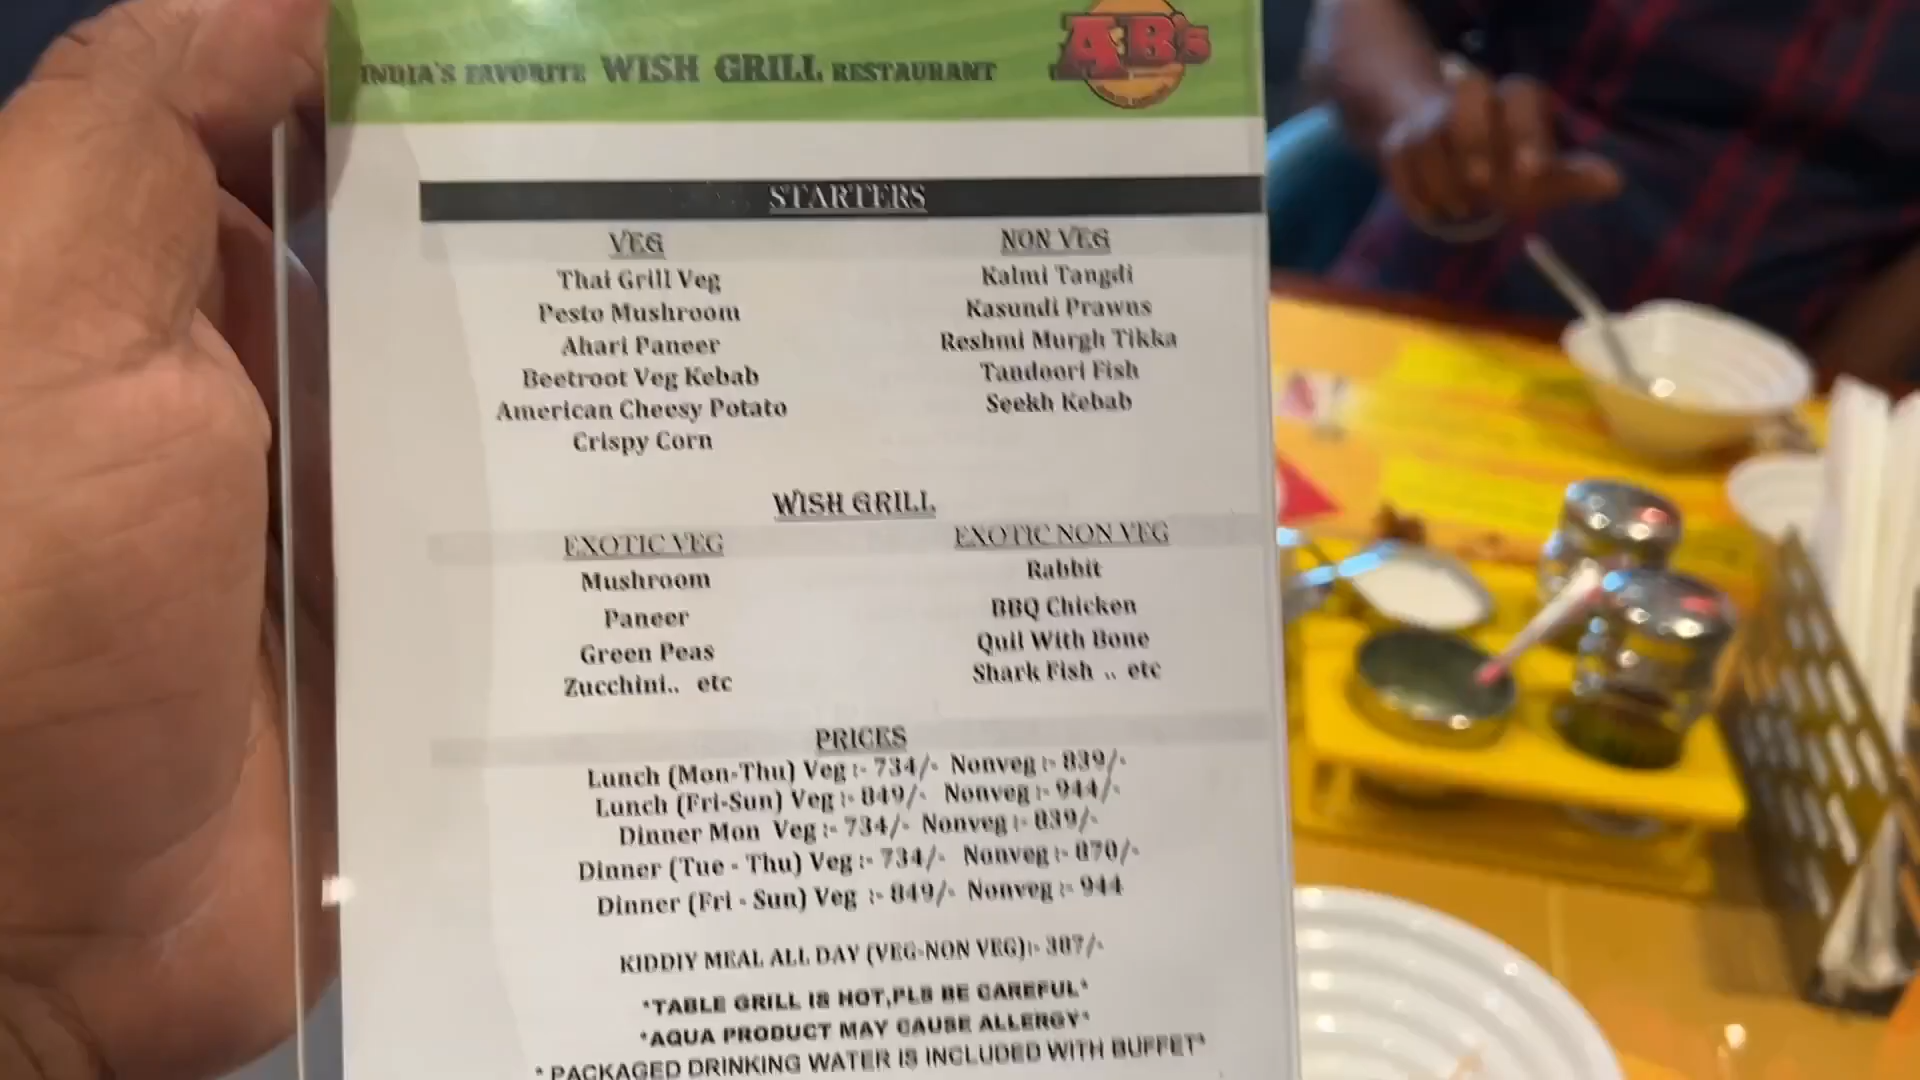 INDIA'S FAVORITE WISH GRILL RESTAURANT
AB's
STARTERS
VEG
NON VEG
Thai Grill Veg
Kalmi Tangdi
Pesto Mushroom
Kasundi Prawns
Ahari Paneer
Reshmi Murgh Tikka
Beetroot Veg Kebab
Tandoori Fish
American Cheesy Potato
Seekh Kebab
Crispy Corn
WISH GRILL
EXOTIC VEG
EXOTIC NON VEG
Mushroom
Rabbit
Paneer
BBQ Chicken
Green Peas
Quil With Bone
Zucchini.. etc
Shark Fish .. etc
PRICES
Lunch (Mon-Thu) Veg :- 734/- Nonveg :- 839/-
Lunch (Fri-Sun) Veg :- 849/- Nonveg :- 944/-
Dinner Mon Veg :- 734/- Nonveg :- 839/-
Dinner (Tue - Thu) Veg :- 734/- Nonveg :- 870/-
Dinner (Fri - Sun) Veg :- 849/- Nonveg :- 944
KIDDIY MEAL ALL DAY (VEG-NON VEG):- 387/-
*TABLE GRILL IS HOT,PLS BE CAREFUL*
*AQUA PRODUCT MAY CAUSE ALLERGY*
* PACKAGED DRINKING WATER IS INCLUDED WITH BUFFET*